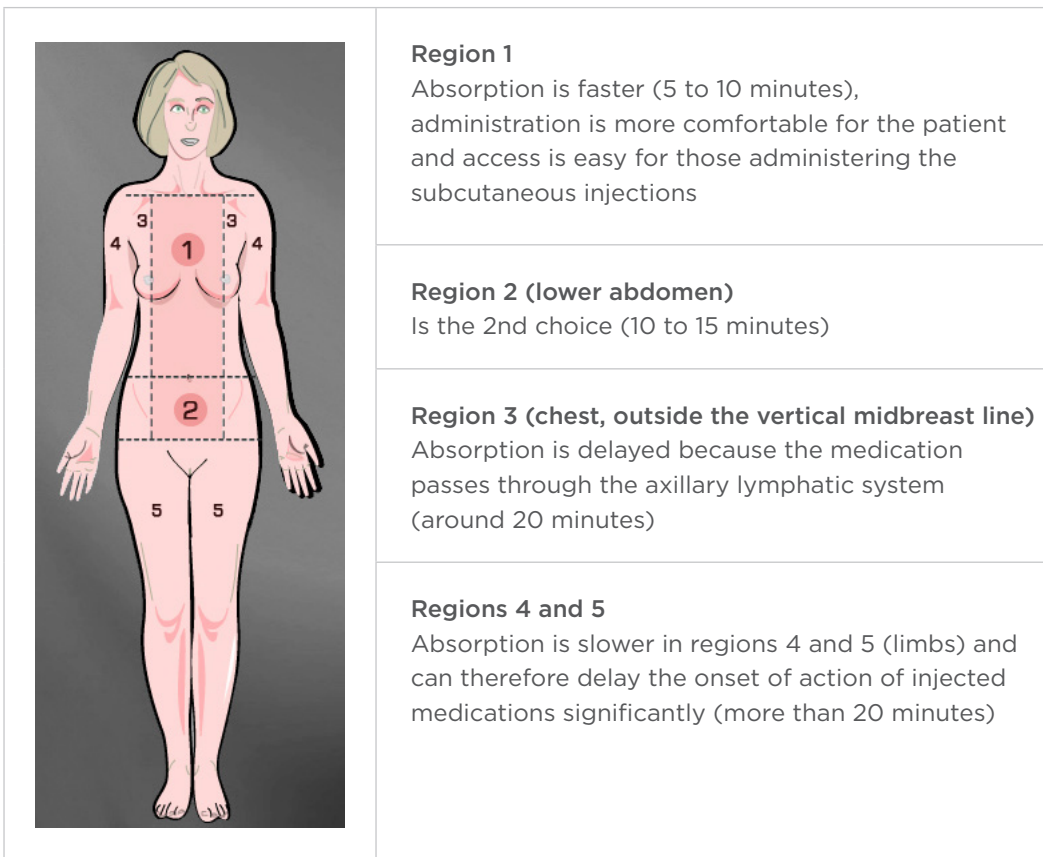 3
3
4
4
1
2
5
5
Region 1
Absorption is faster (5 to 10 minutes),
administration is more comfortable for the patient
and access is easy for those administering the
subcutaneous injections
Region 2 (lower abdomen)
Is the 2nd choice (10 to 15 minutes)
Region 3 (chest, outside the vertical midbreast line)
Absorption is delayed because the medication
passes through the axillary lymphatic system
(around 20 minutes)
Regions 4 and 5
Absorption is slower in regions 4 and 5 (limbs) and
can therefore delay the onset of action of injected
medications significantly (more than 20 minutes)